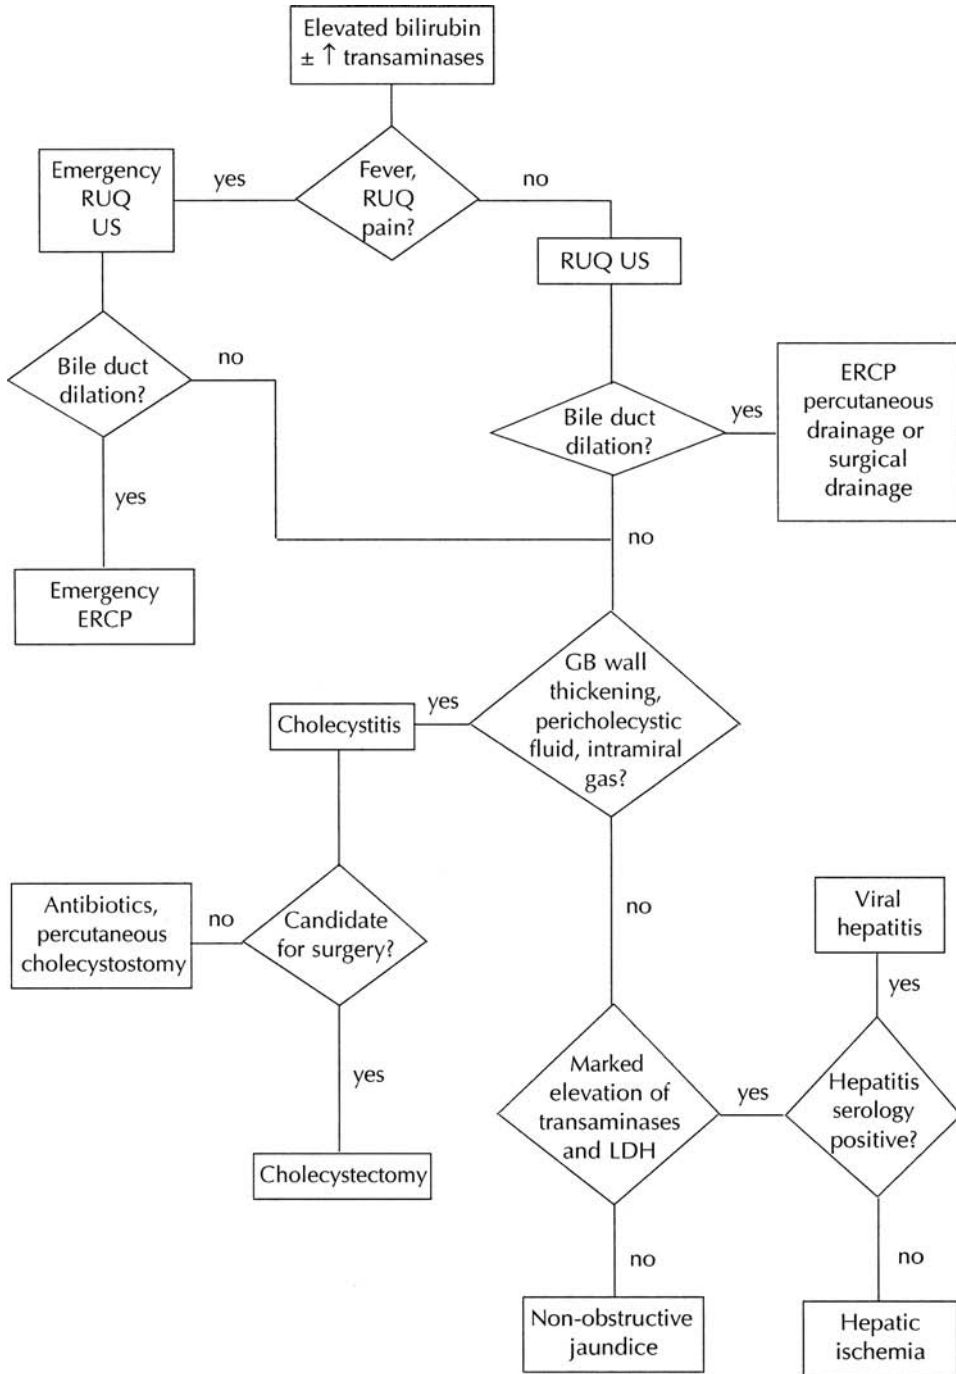 Elevated bilirubin
± ↑ transaminases
Fever,
RUQ
pain?
yes
no
Emergency
RUQ
US
RUQ US
Bile duct
dilation?
no
yes
Emergency
ERCP
Bile duct
dilation?
yes
no
ERCP
percutaneous
drainage or
surgical
drainage
GB wall
thickening,
pericholecystic
fluid, intramiral
gas?
yes
no
Cholecystitis
Candidate
for surgery?
no
yes
Antibiotics,
percutaneous
cholecystostomy
Cholecystectomy
Marked
elevation of
transaminases
and LDH
yes
no
Non-obstructive
jaundice
Hepatitis
serology
positive?
yes
no
Viral
hepatitis
Hepatic
ischemia